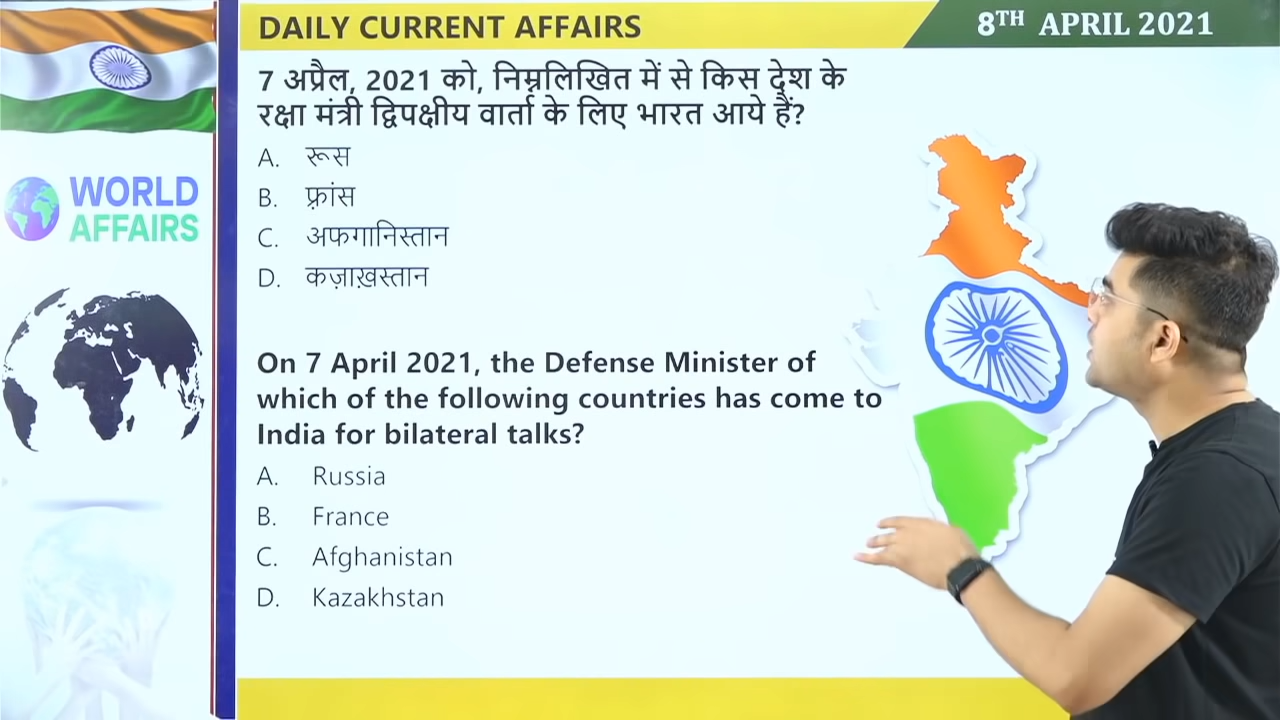 DAILY CURRENT AFFAIRS
8TH APRIL 2021
WORLD
AFFAIRS
7 अप्रैल, 2021 को, निम्नलिखित में से किस देश के
रक्षा मंत्री द्विपक्षीय वार्ता के लिए भारत आये हैं?
A. रूस
B. फ़्रांस
C. अफगानिस्तान
D. कज़ाख़स्तान
On 7 April 2021, the Defense Minister of
which of the following countries has come to
India for bilateral talks?
A. Russia
B. France
C. Afghanistan
D. Kazakhstan